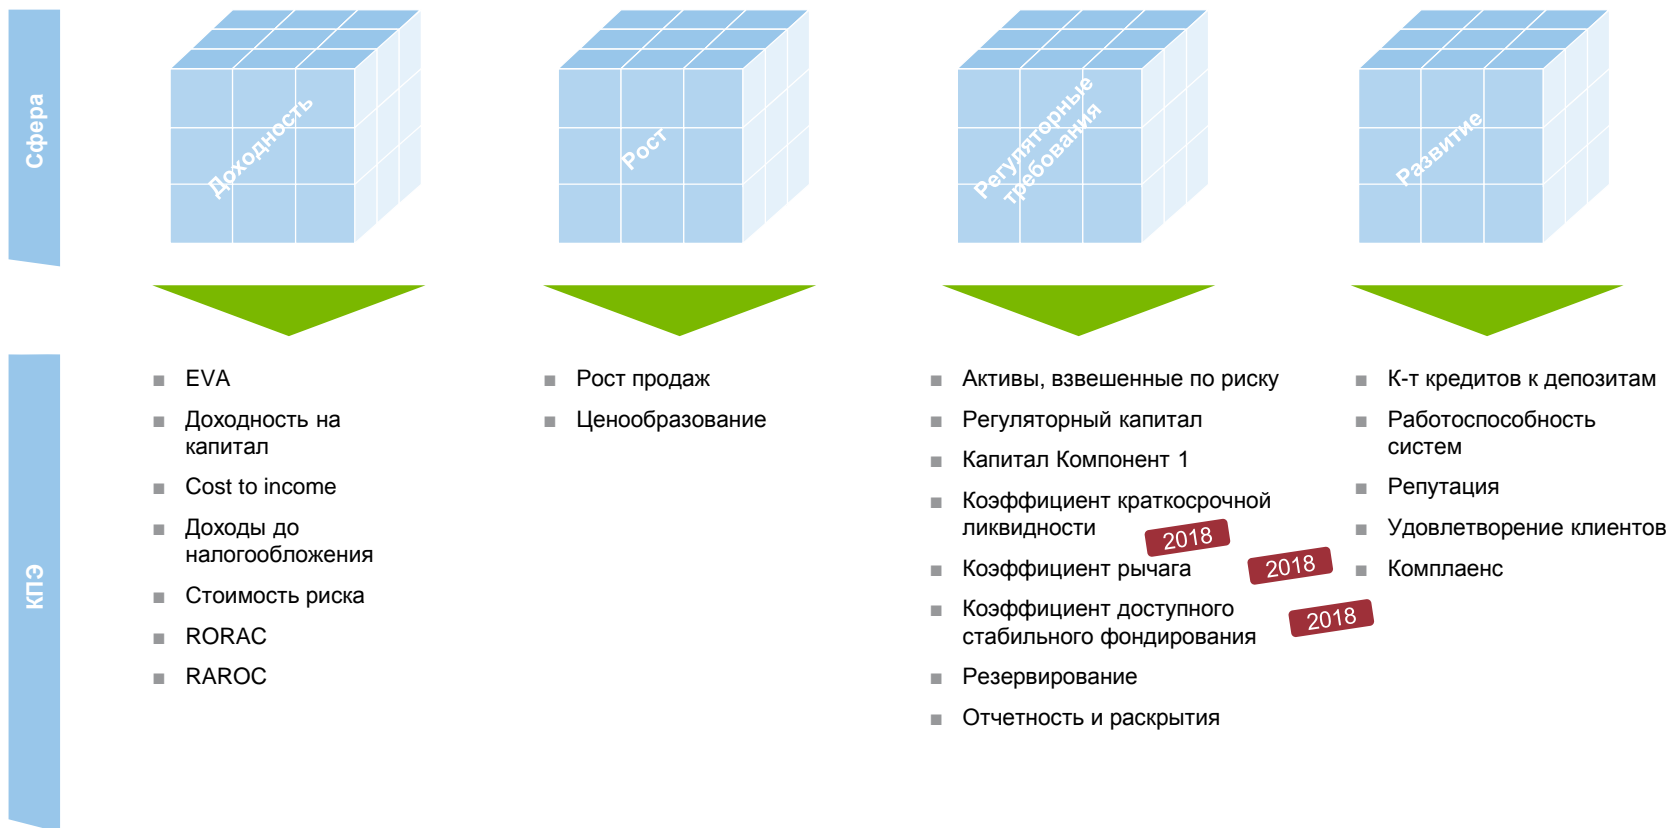 Сфера
Доходность
Рост
Регуляторные
требования
Развитие
КПЭ
EVA
Доходность на
капитал
Cost to income
Доходы до
налогообложения
Стоимость риска
RORAC
RAROC
Рост продаж
Ценообразование
Активы, взвешенные по риску
Регуляторный капитал
Капитал Компонент 1
Коэффициент краткосрочной
ликвидности
2018
Коэффициент рычага
2018
Коэффициент доступного
стабильного фондирования
2018
Резервирование
Отчетность и раскрытия
К-т кредитов к депозитам
Работоспособность
систем
Репутация
Удовлетворение клиентов
Комплаенс